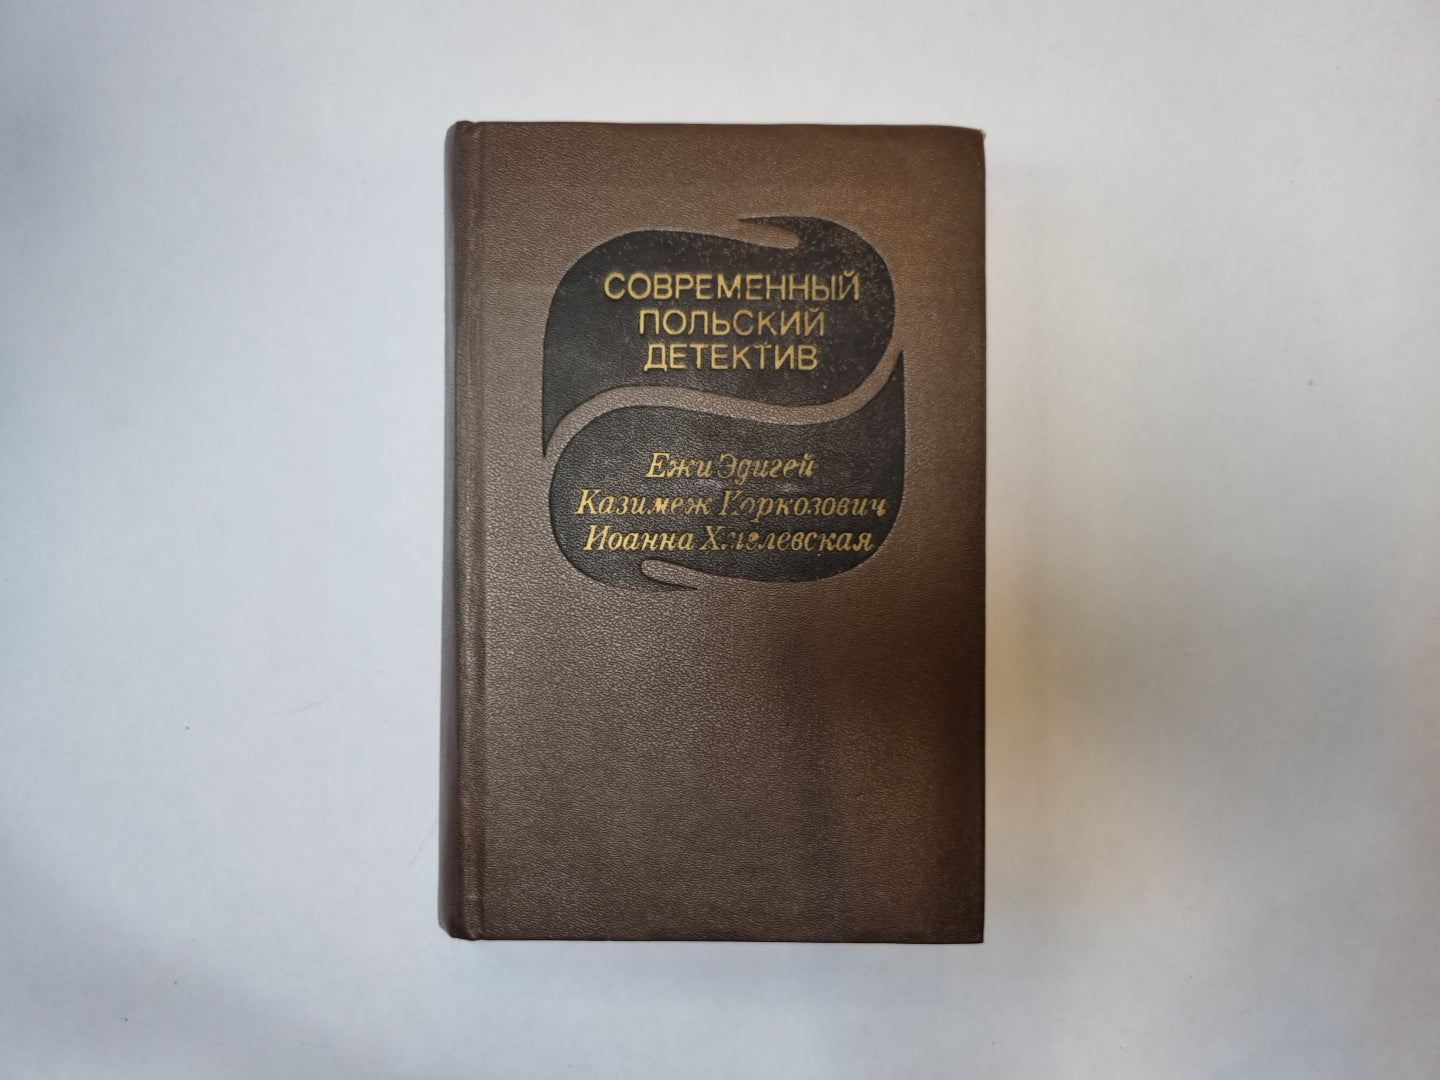 СОВРЕМЕННЫЙ
ПОЛЬСКИЙ
ДЕТЕКТИВ
Ежи Эдигей
Казимеж Коркозович
Иоанна Хмелевская